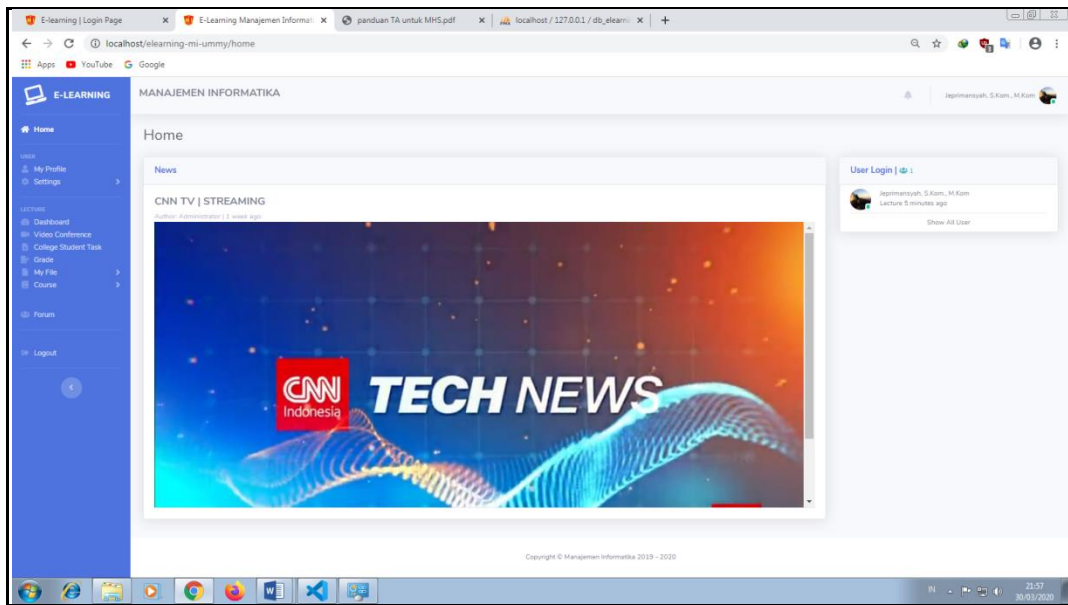 E-learning | Login Page
E-Learning Manajemen Informati
panduan TA untuk MHS.pdf
localhost / 127.0.0.1 / db_elearni
localhost/elearning-mi-ummy/home
Apps YouTube Google
E-LEARNING
MANAJEMEN INFORMATIKA
Jeprimansyah, S.Kom., M.Kom
Home
USER
My Profile
Settings
LECTURE
Dashboard
Video Conference
College Student Task
Grade
My File
Course
Forum
Logout
Home
News
CNN TV | STREAMING
Author: Administrator | 1 week ago
CNN
Indonesia
TECH NEWS
User Login | 1
Jeprimansyah, S.Kom., M.Kom
Lecture 5 minutes ago
Show All User
Copyright © Manajemen Informatika 2019 - 2020
IN
21:57
30/03/2020